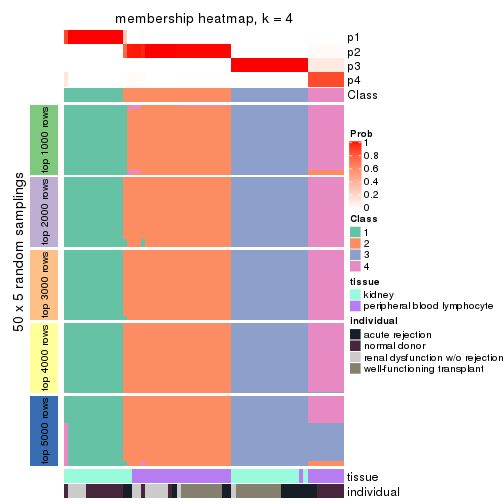 membership heatmap, k = 4
p1
p2
p3
p4
Class
50 x 5 random samplings
top 1000 rows
top 2000 rows
top 3000 rows
top 4000 rows
top 5000 rows
Prob
1
0.8
0.6
0.4
0.2
0
Class
1
2
3
4
tissue
kidney
peripheral blood lymphocyte
individual
acute rejection
normal donor
renal dysfunction w/o rejection
well-functioning transplant
tissue
individual